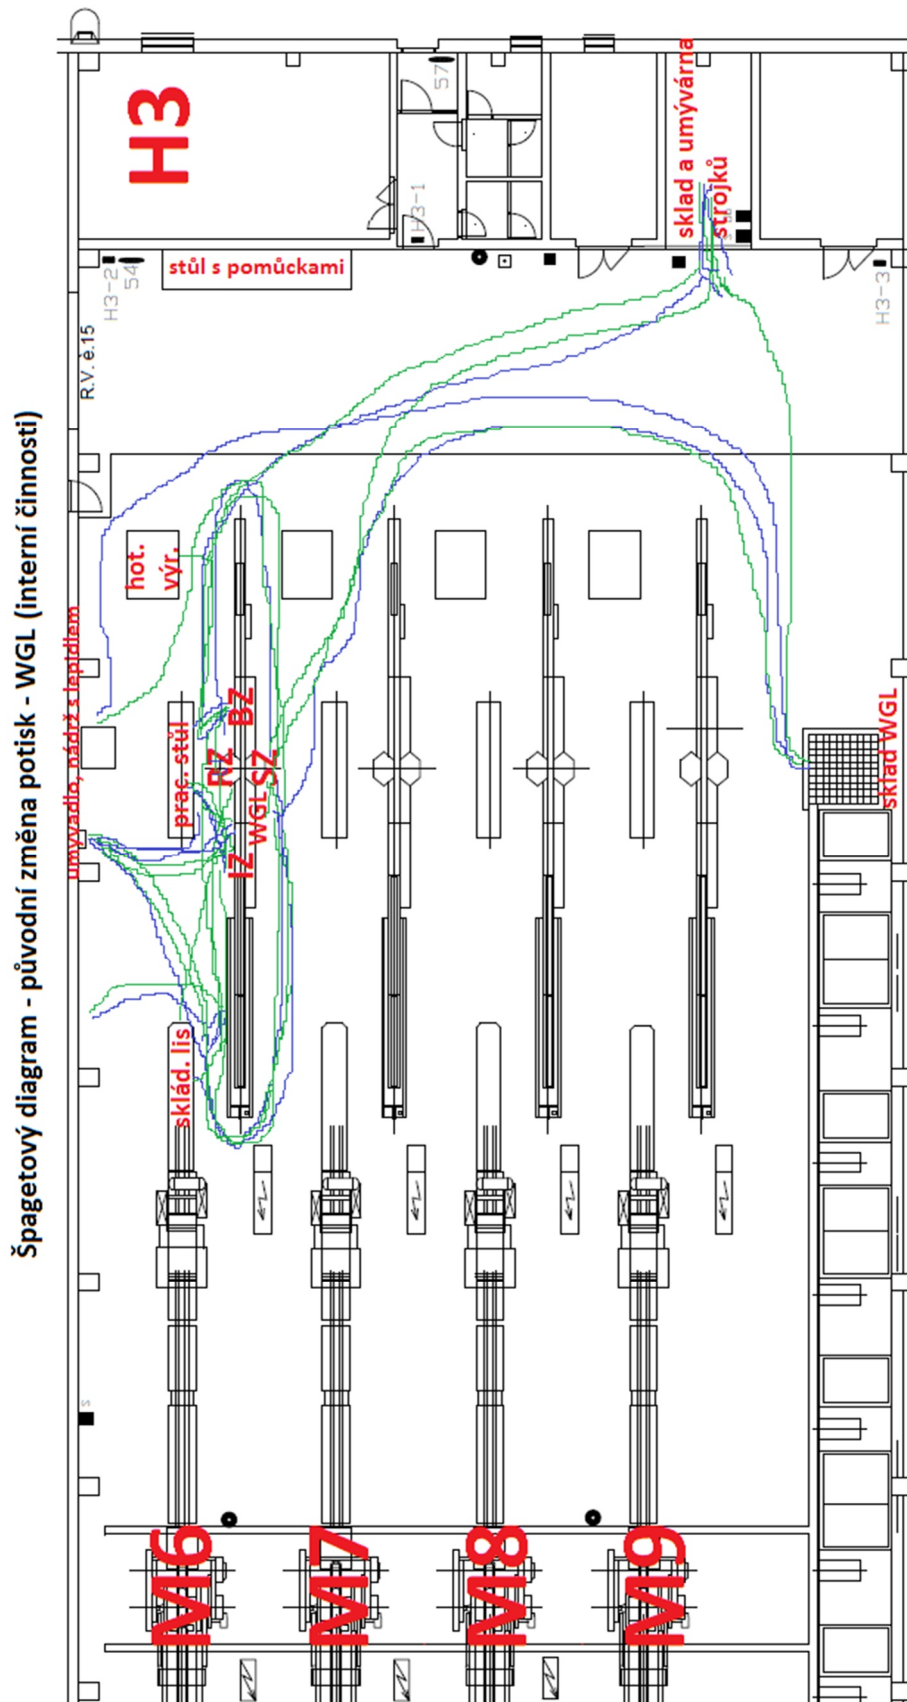 Špagetový diagram - původní změna potisk - WGL (interní činnosti)
H3
57
H3-1
sklad a umývárna
strojků
stůl s pomůckami
H3-2
54
H3-3
R.V. è.15
hot.
výr.
umyvadlo, nádrž s lepidlem
prac. stůl
RZ
BZ
WGL
SZ
IZ
sklad WGL
sklád. lis
s
M6
M7
M8
M9